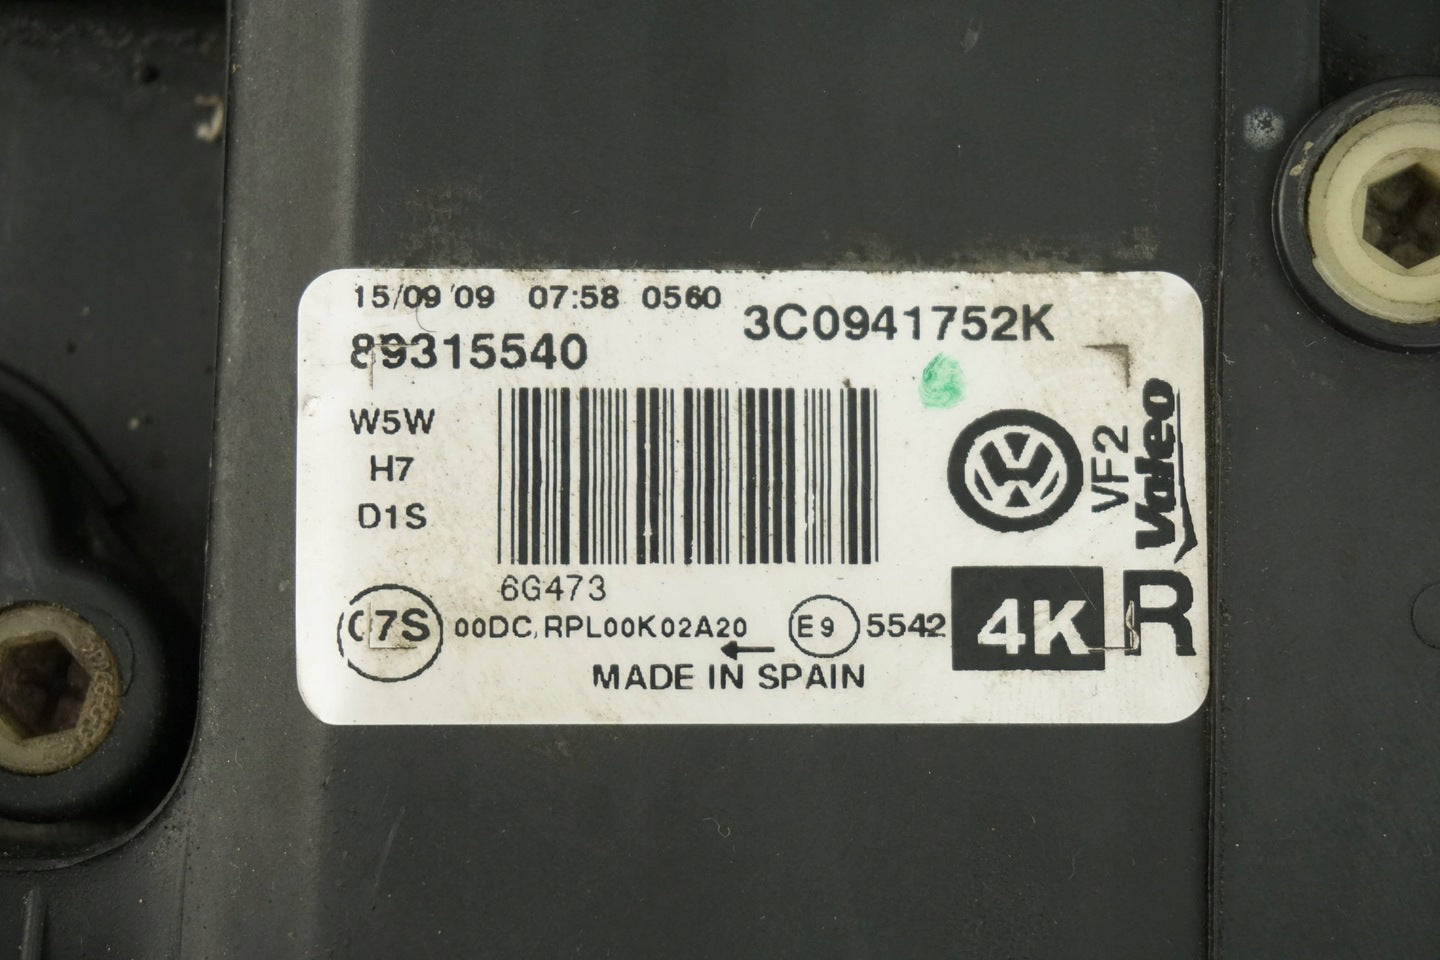 15/09/09 07:58 0560
3C0941752K
89315540
W5W
H7
D1S
VF2
Valeo
6G473
07S
00DC,RPL00K02A20
E9
5542
4K
R
MADE IN SPAIN